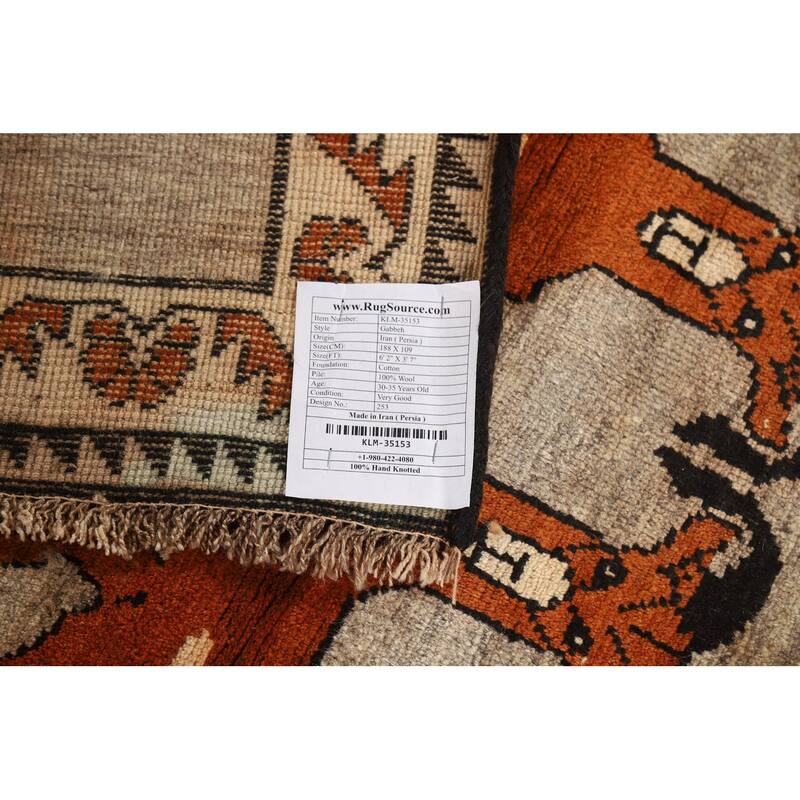 www.RugSource.com
Item Number: KLM-35153
Style: Gabbeh
Origin Iran ( Persia )
Size(CM): 188 X 109
Size(FT): 6' 2" X 3' 7"
Foundation: Cotton
Pile: 100% Wool
Age: 30-35 Years Old
Condition: Very Good
Design No.: 253
Made in Iran ( Persia )
KLM-35153
+1-980-422-4080
100% Hand Knotted